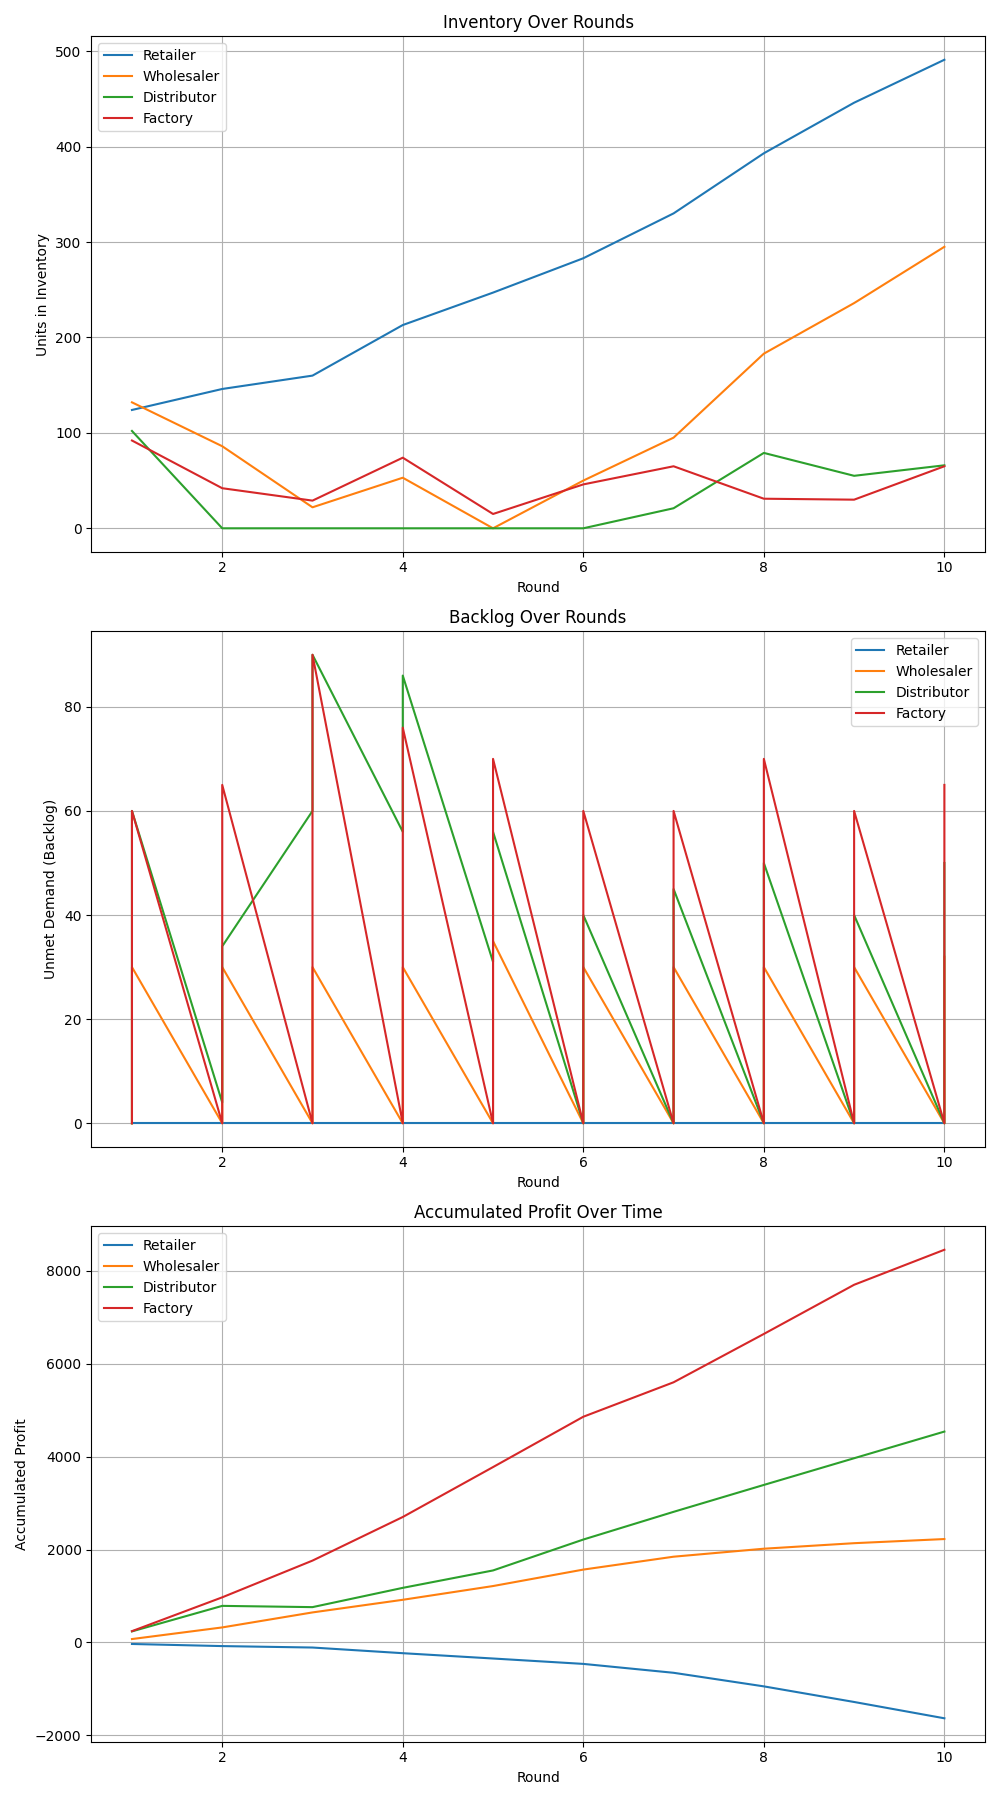 Inventory Over Rounds
Retailer
Wholesaler
Distributor
Factory
500
400
300
200
100
0
Units in Inventory
2
4
6
8
10
Round
Backlog Over Rounds
Retailer
Wholesaler
Distributor
Factory
80
60
40
20
0
Unmet Demand (Backlog)
2
4
6
8
10
Round
Accumulated Profit Over Time
Retailer
Wholesaler
Distributor
Factory
8000
6000
4000
2000
0
−2000
Accumulated Profit
2
4
6
8
10
Round